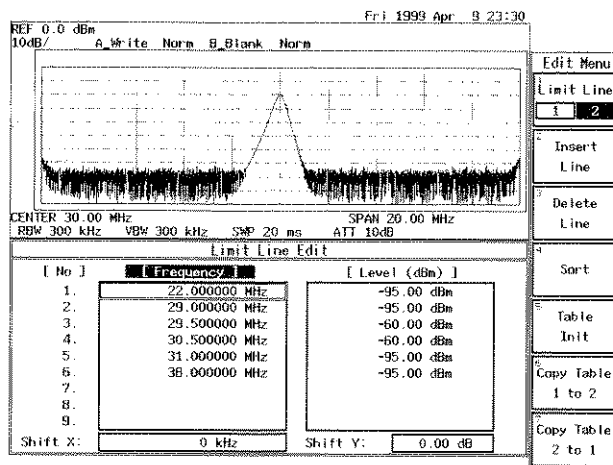 Fri 1999 Apr 9 23:30
REF 0.0 dBm
10dB/ A_Write Norm B_Blank Norm
CENTER 30.00 MHz SPAN 20.00 MHz
RBW 300 kHz VBW 300 kHz SWP 20 ms ATT 10dB
Limit Line Edit
[ No ] [ Frequency ] [ Level (dBm) ]
1. 22.000000 MHz -95.00 dBm
2. 29.000000 MHz -95.00 dBm
3. 29.500000 MHz -60.00 dBm
4. 30.500000 MHz -60.00 dBm
5. 31.000000 MHz -95.00 dBm
6. 38.000000 MHz -95.00 dBm
7.
8.
9.
Shift X: 0 kHz Shift Y: 0.00 dB
Edit Menu
Limit Line
1 2
2 Insert
Line
3 Delete
Line
4
Sort
5 Table
Init
6
Copy Table
1 to 2
7
Copy Table
2 to 1